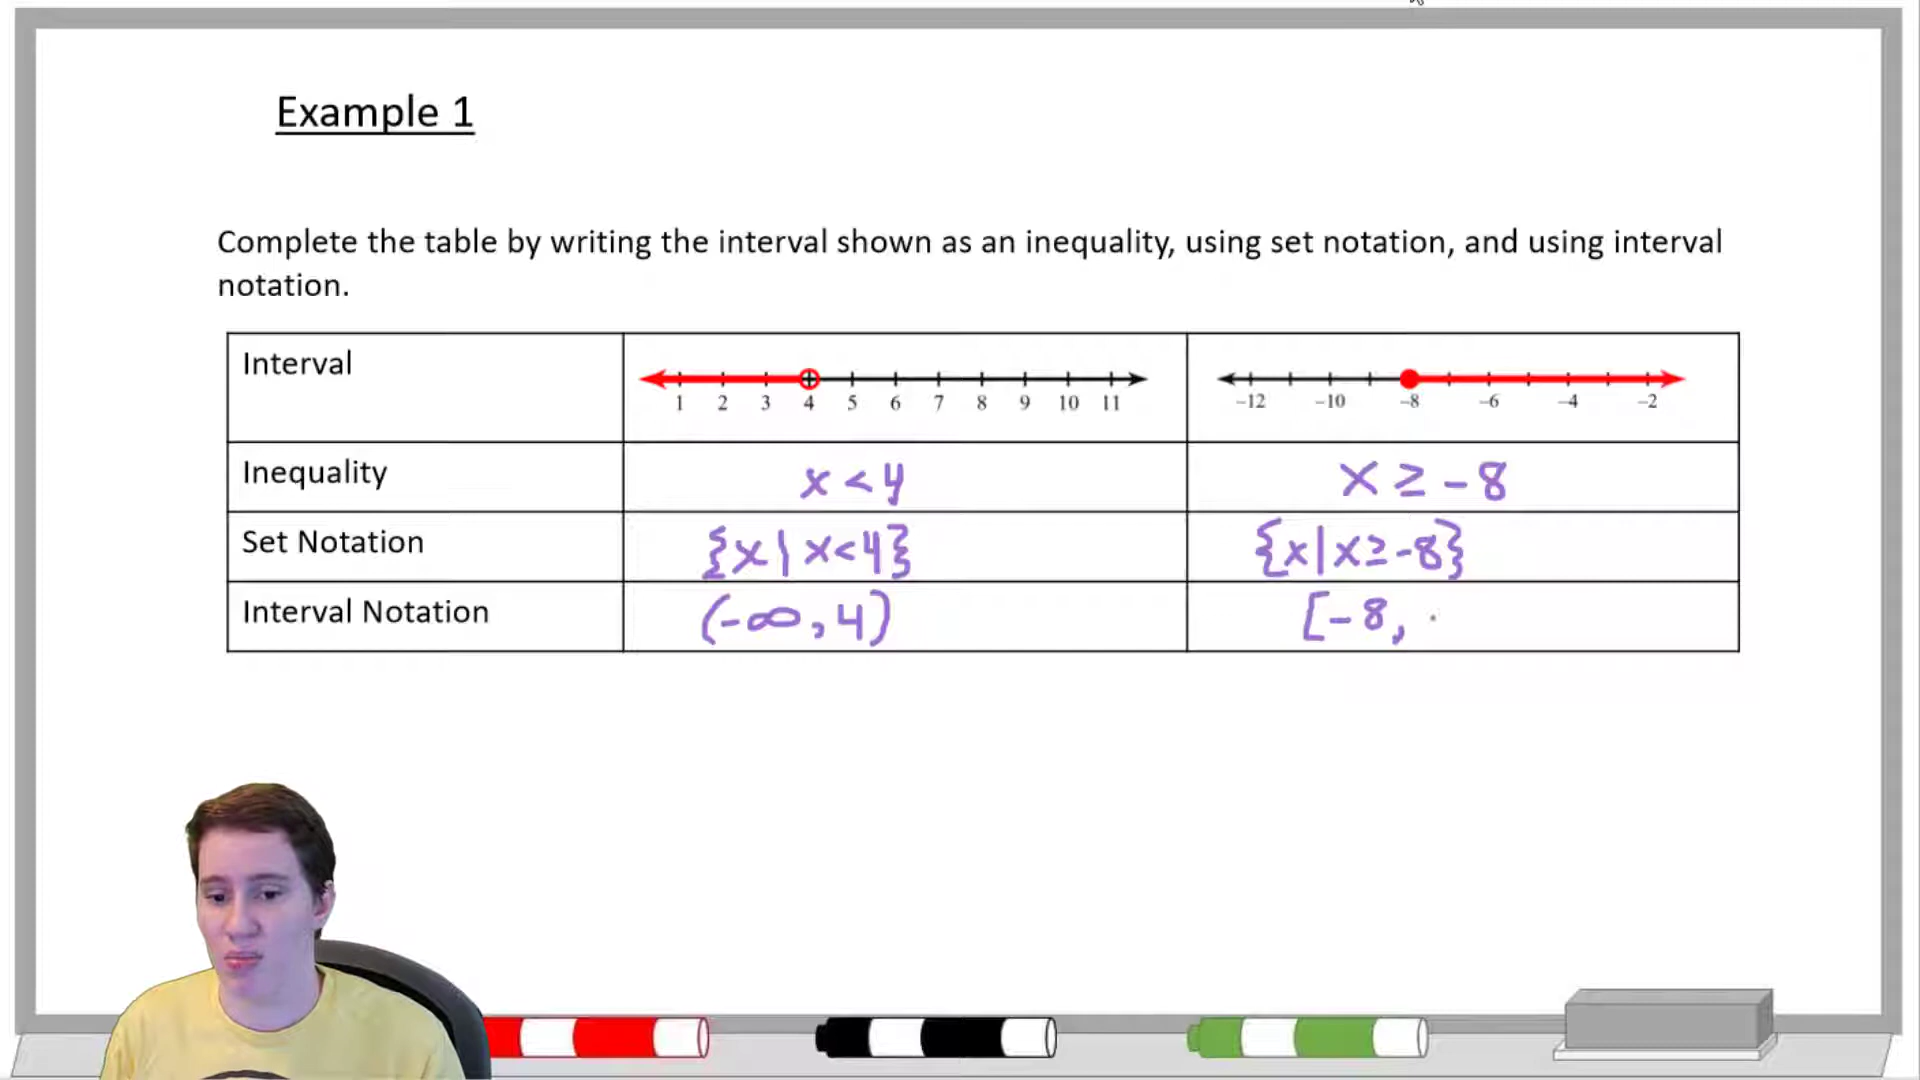 Example 1
Complete the table by writing the interval shown as an inequality, using set notation, and using interval
notation.
Interval
1 2 3 4 5 6 7 8 9 10 11
–12 –10 –8 –6 –4 –2
Inequality
x < 4
x ≥ -8
Set Notation
{x | x < 4}
{x | x ≥ -8}
Interval Notation
(-∞, 4)
[-8,